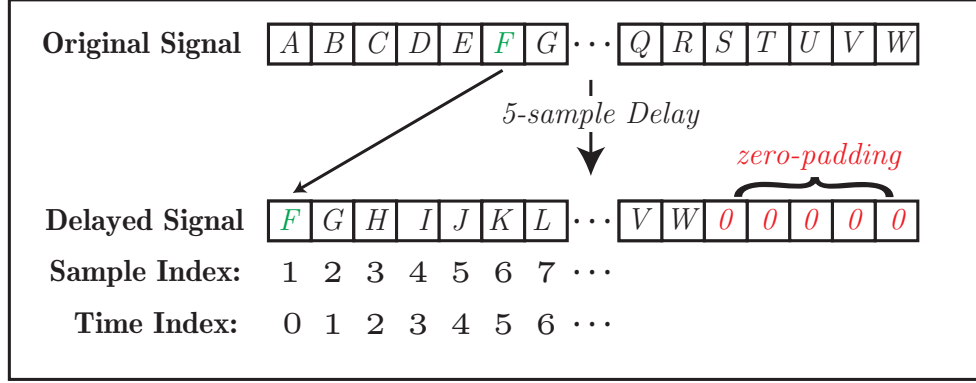 Original Signal A B C D E F G ··· Q R S T U V W
5-sample Delay
zero-padding
Delayed Signal F G H I J K L ··· V W 0 0 0 0 0
Sample Index: 1 2 3 4 5 6 7 ···
Time Index: 0 1 2 3 4 5 6 ···